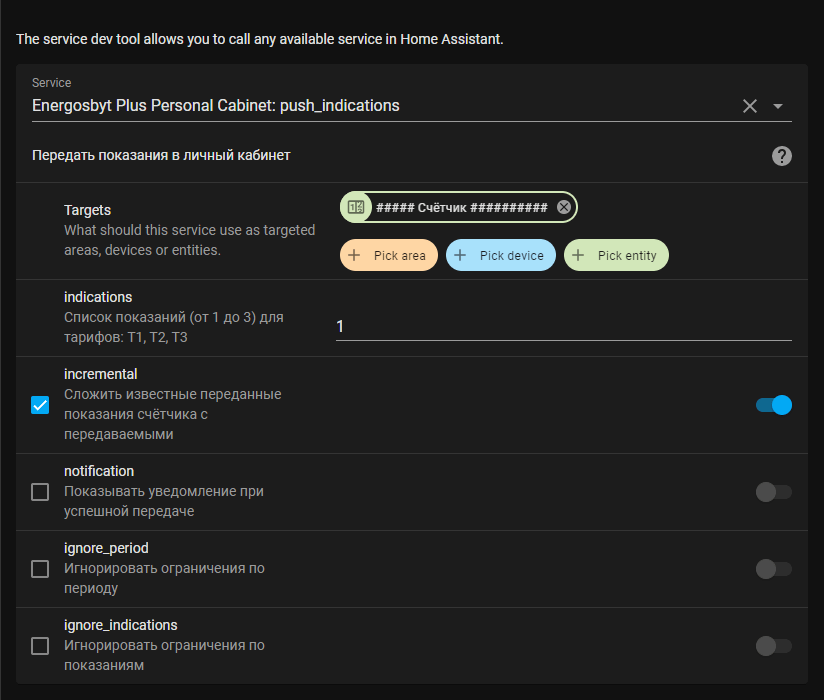 The service dev tool allows you to call any available service in Home Assistant.
Service
Energosbyt Plus Personal Cabinet: push_indications
Передать показания в личный кабинет
?
Targets
What should this service use as targeted
areas, devices or entities.
##### Счётчик ##########
+ Pick area
+ Pick device
+ Pick entity
indications
Список показаний (от 1 до 3) для
тарифов: T1, T2, T3
1
incremental
Сложить известные переданные
показания счётчика с
передаваемыми
notification
Показывать уведомление при
успешной передаче
ignore_period
Игнорировать ограничения по
периоду
ignore_indications
Игнорировать ограничения по
показаниям